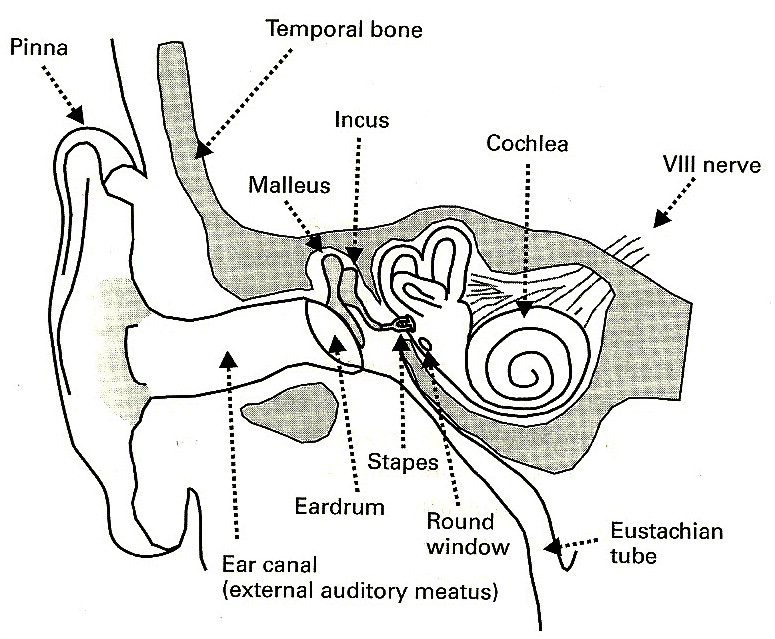 Temporal bone
Pinna
Incus
Cochlea
VIII nerve
Malleus
Stapes
Eardrum
Round
window
Eustachian
tube
Ear canal
(external auditory meatus)